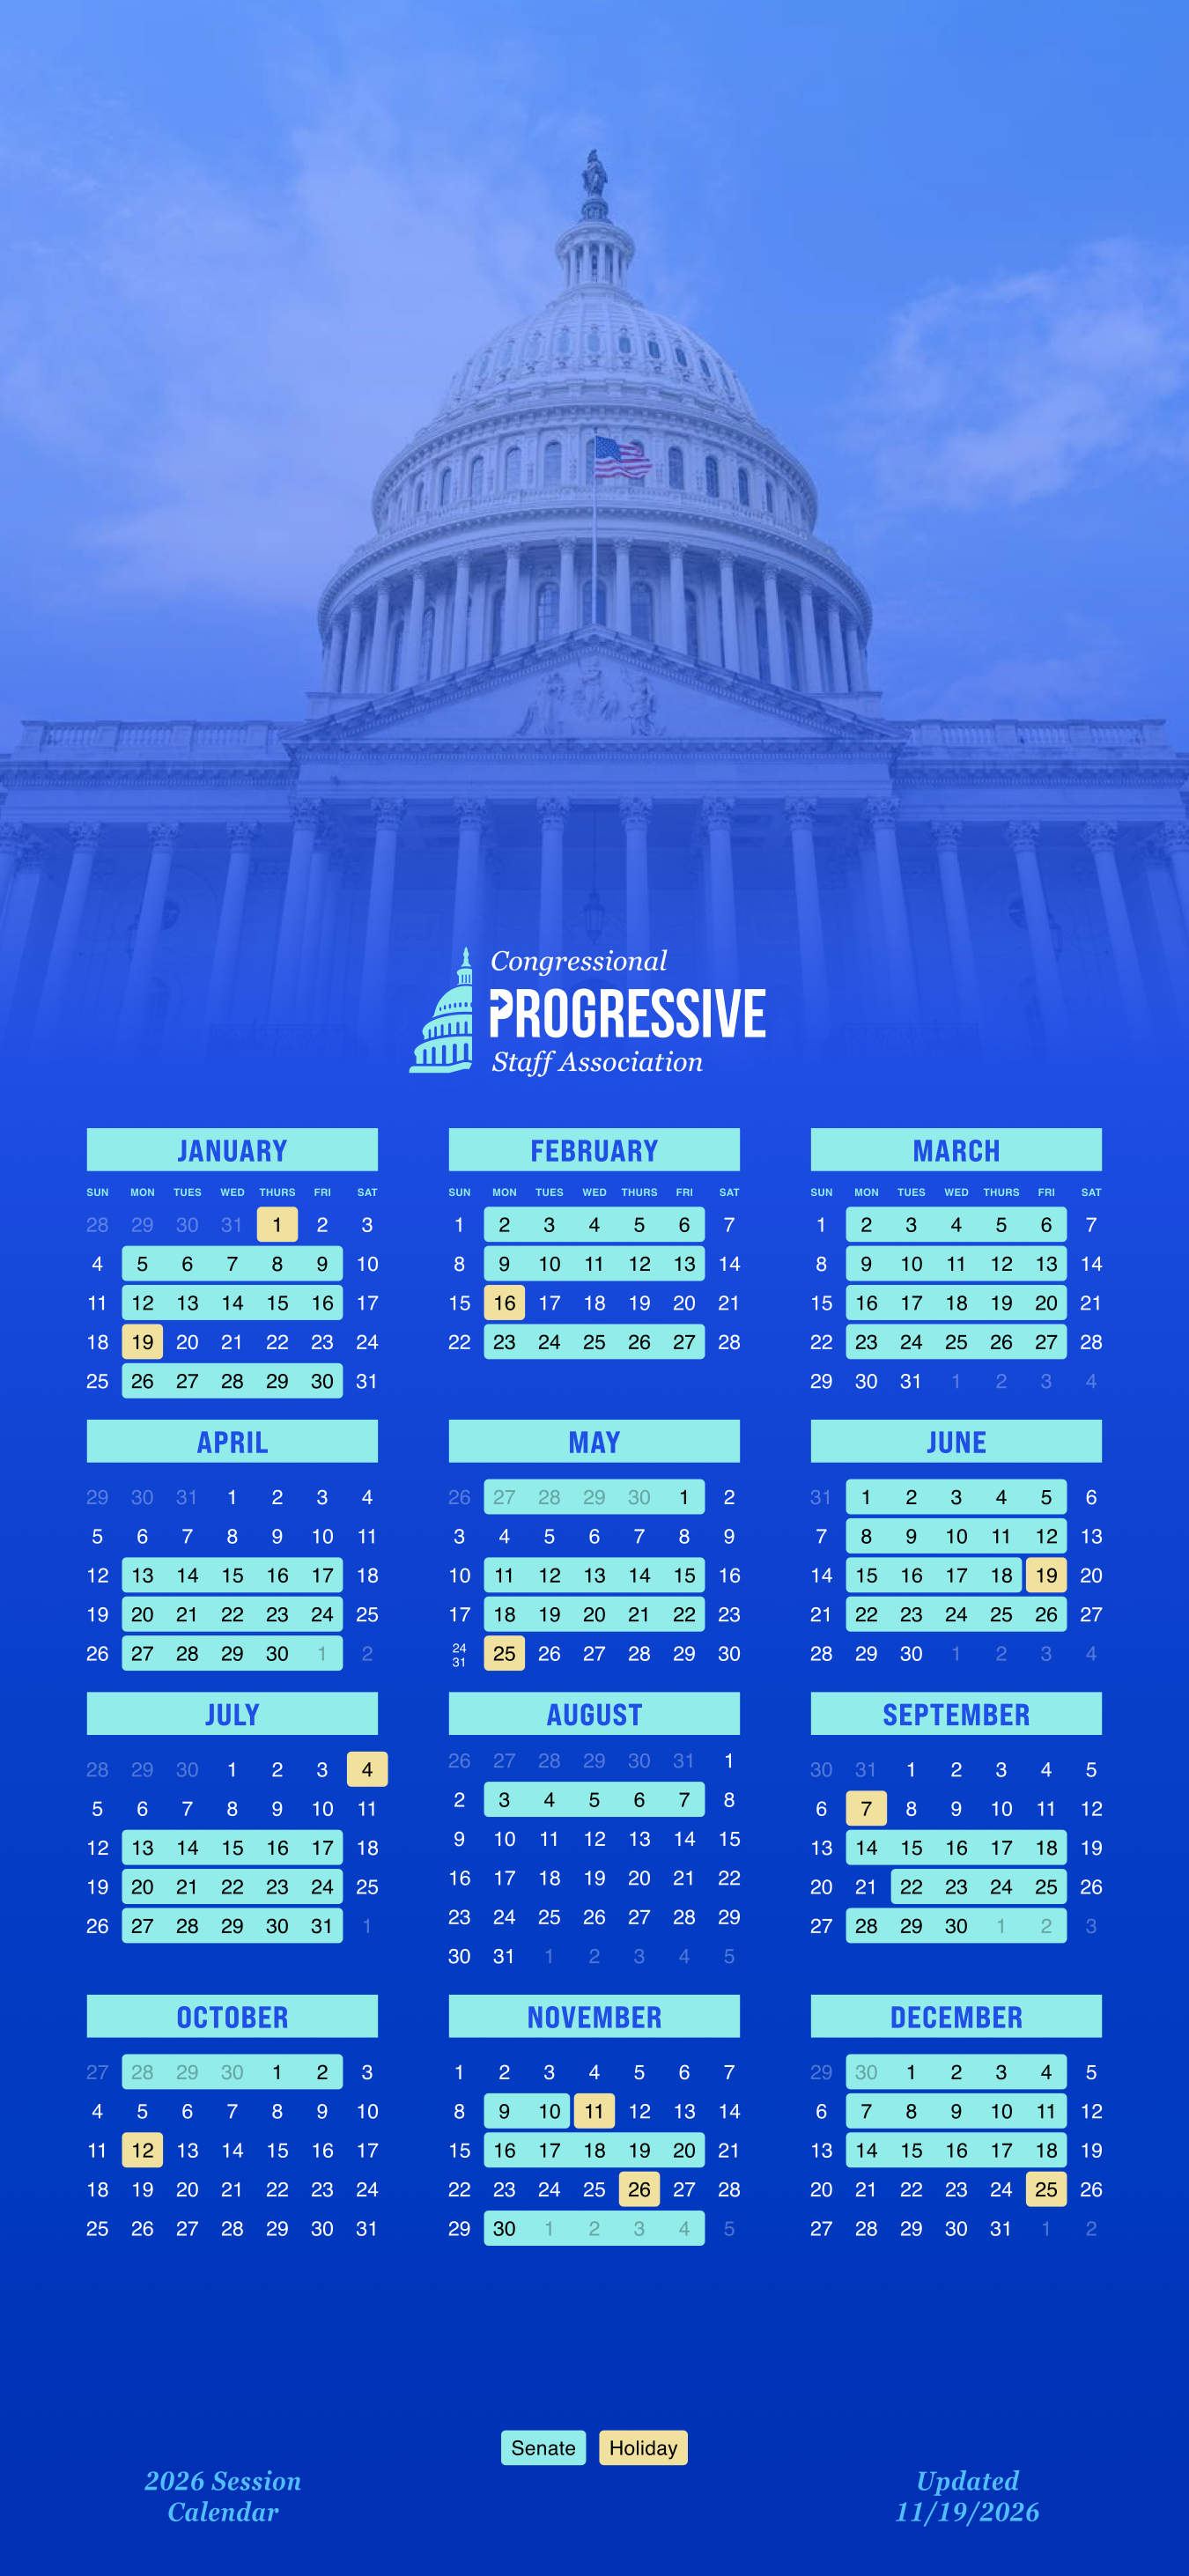 Congressional
PROGRESSIVE
Staff Association
JANUARY
SUN MON TUES WED THURS FRI SAT
28 29 30 31 1 2 3
4 5 6 7 8 9 10
11 12 13 14 15 16 17
18 19 20 21 22 23 24
25 26 27 28 29 30 31
FEBRUARY
SUN MON TUES WED THURS FRI SAT
1 2 3 4 5 6 7
8 9 10 11 12 13 14
15 16 17 18 19 20 21
22 23 24 25 26 27 28
MARCH
SUN MON TUES WED THURS FRI SAT
1 2 3 4 5 6 7
8 9 10 11 12 13 14
15 16 17 18 19 20 21
22 23 24 25 26 27 28
29 30 31 1 2 3 4
APRIL
29 30 31 1 2 3 4
5 6 7 8 9 10 11
12 13 14 15 16 17 18
19 20 21 22 23 24 25
26 27 28 29 30 1 2
MAY
26 27 28 29 30 1 2
3 4 5 6 7 8 9
10 11 12 13 14 15 16
17 18 19 20 21 22 23
24 31 25 26 27 28 29 30
JUNE
31 1 2 3 4 5 6
7 8 9 10 11 12 13
14 15 16 17 18 19 20
21 22 23 24 25 26 27
28 29 30 1 2 3 4
JULY
28 29 30 1 2 3 4
5 6 7 8 9 10 11
12 13 14 15 16 17 18
19 20 21 22 23 24 25
26 27 28 29 30 31 1
AUGUST
26 27 28 29 30 31 1
2 3 4 5 6 7 8
9 10 11 12 13 14 15
16 17 18 19 20 21 22
23 24 25 26 27 28 29
30 31 1 2 3 4 5
SEPTEMBER
30 31 1 2 3 4 5
6 7 8 9 10 11 12
13 14 15 16 17 18 19
20 21 22 23 24 25 26
27 28 29 30 1 2 3
OCTOBER
27 28 29 30 1 2 3
4 5 6 7 8 9 10
11 12 13 14 15 16 17
18 19 20 21 22 23 24
25 26 27 28 29 30 31
NOVEMBER
1 2 3 4 5 6 7
8 9 10 11 12 13 14
15 16 17 18 19 20 21
22 23 24 25 26 27 28
29 30 1 2 3 4 5
DECEMBER
29 30 1 2 3 4 5
6 7 8 9 10 11 12
13 14 15 16 17 18 19
20 21 22 23 24 25 26
27 28 29 30 31 1 2
Senate Holiday
2026 Session
Calendar
Updated
11/19/2026